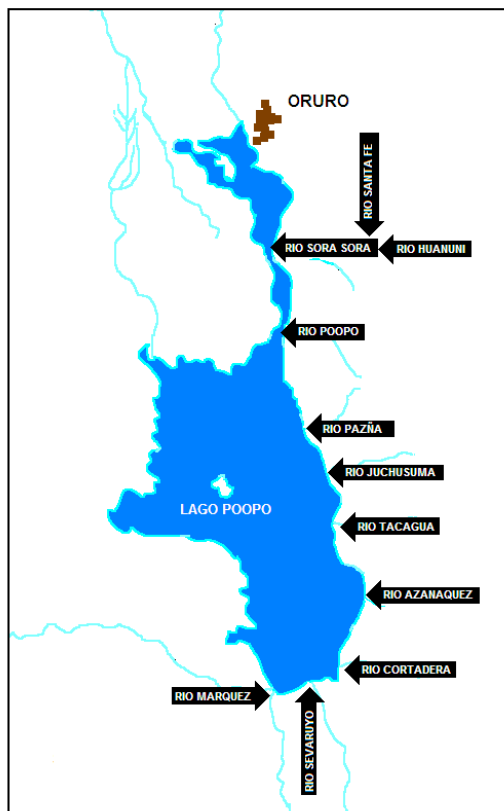 ORURO
RIO SANTA FE
RIO SORA SORA
RIO HUANUNI
RIO POOPO
RIO PAZÑA
RIO JUCHUSUMA
LAGO POOPO
RIO TACAGUA
RIO AZANAQUEZ
RIO CORTADERA
RIO MARQUEZ
RIO SEVARUYO